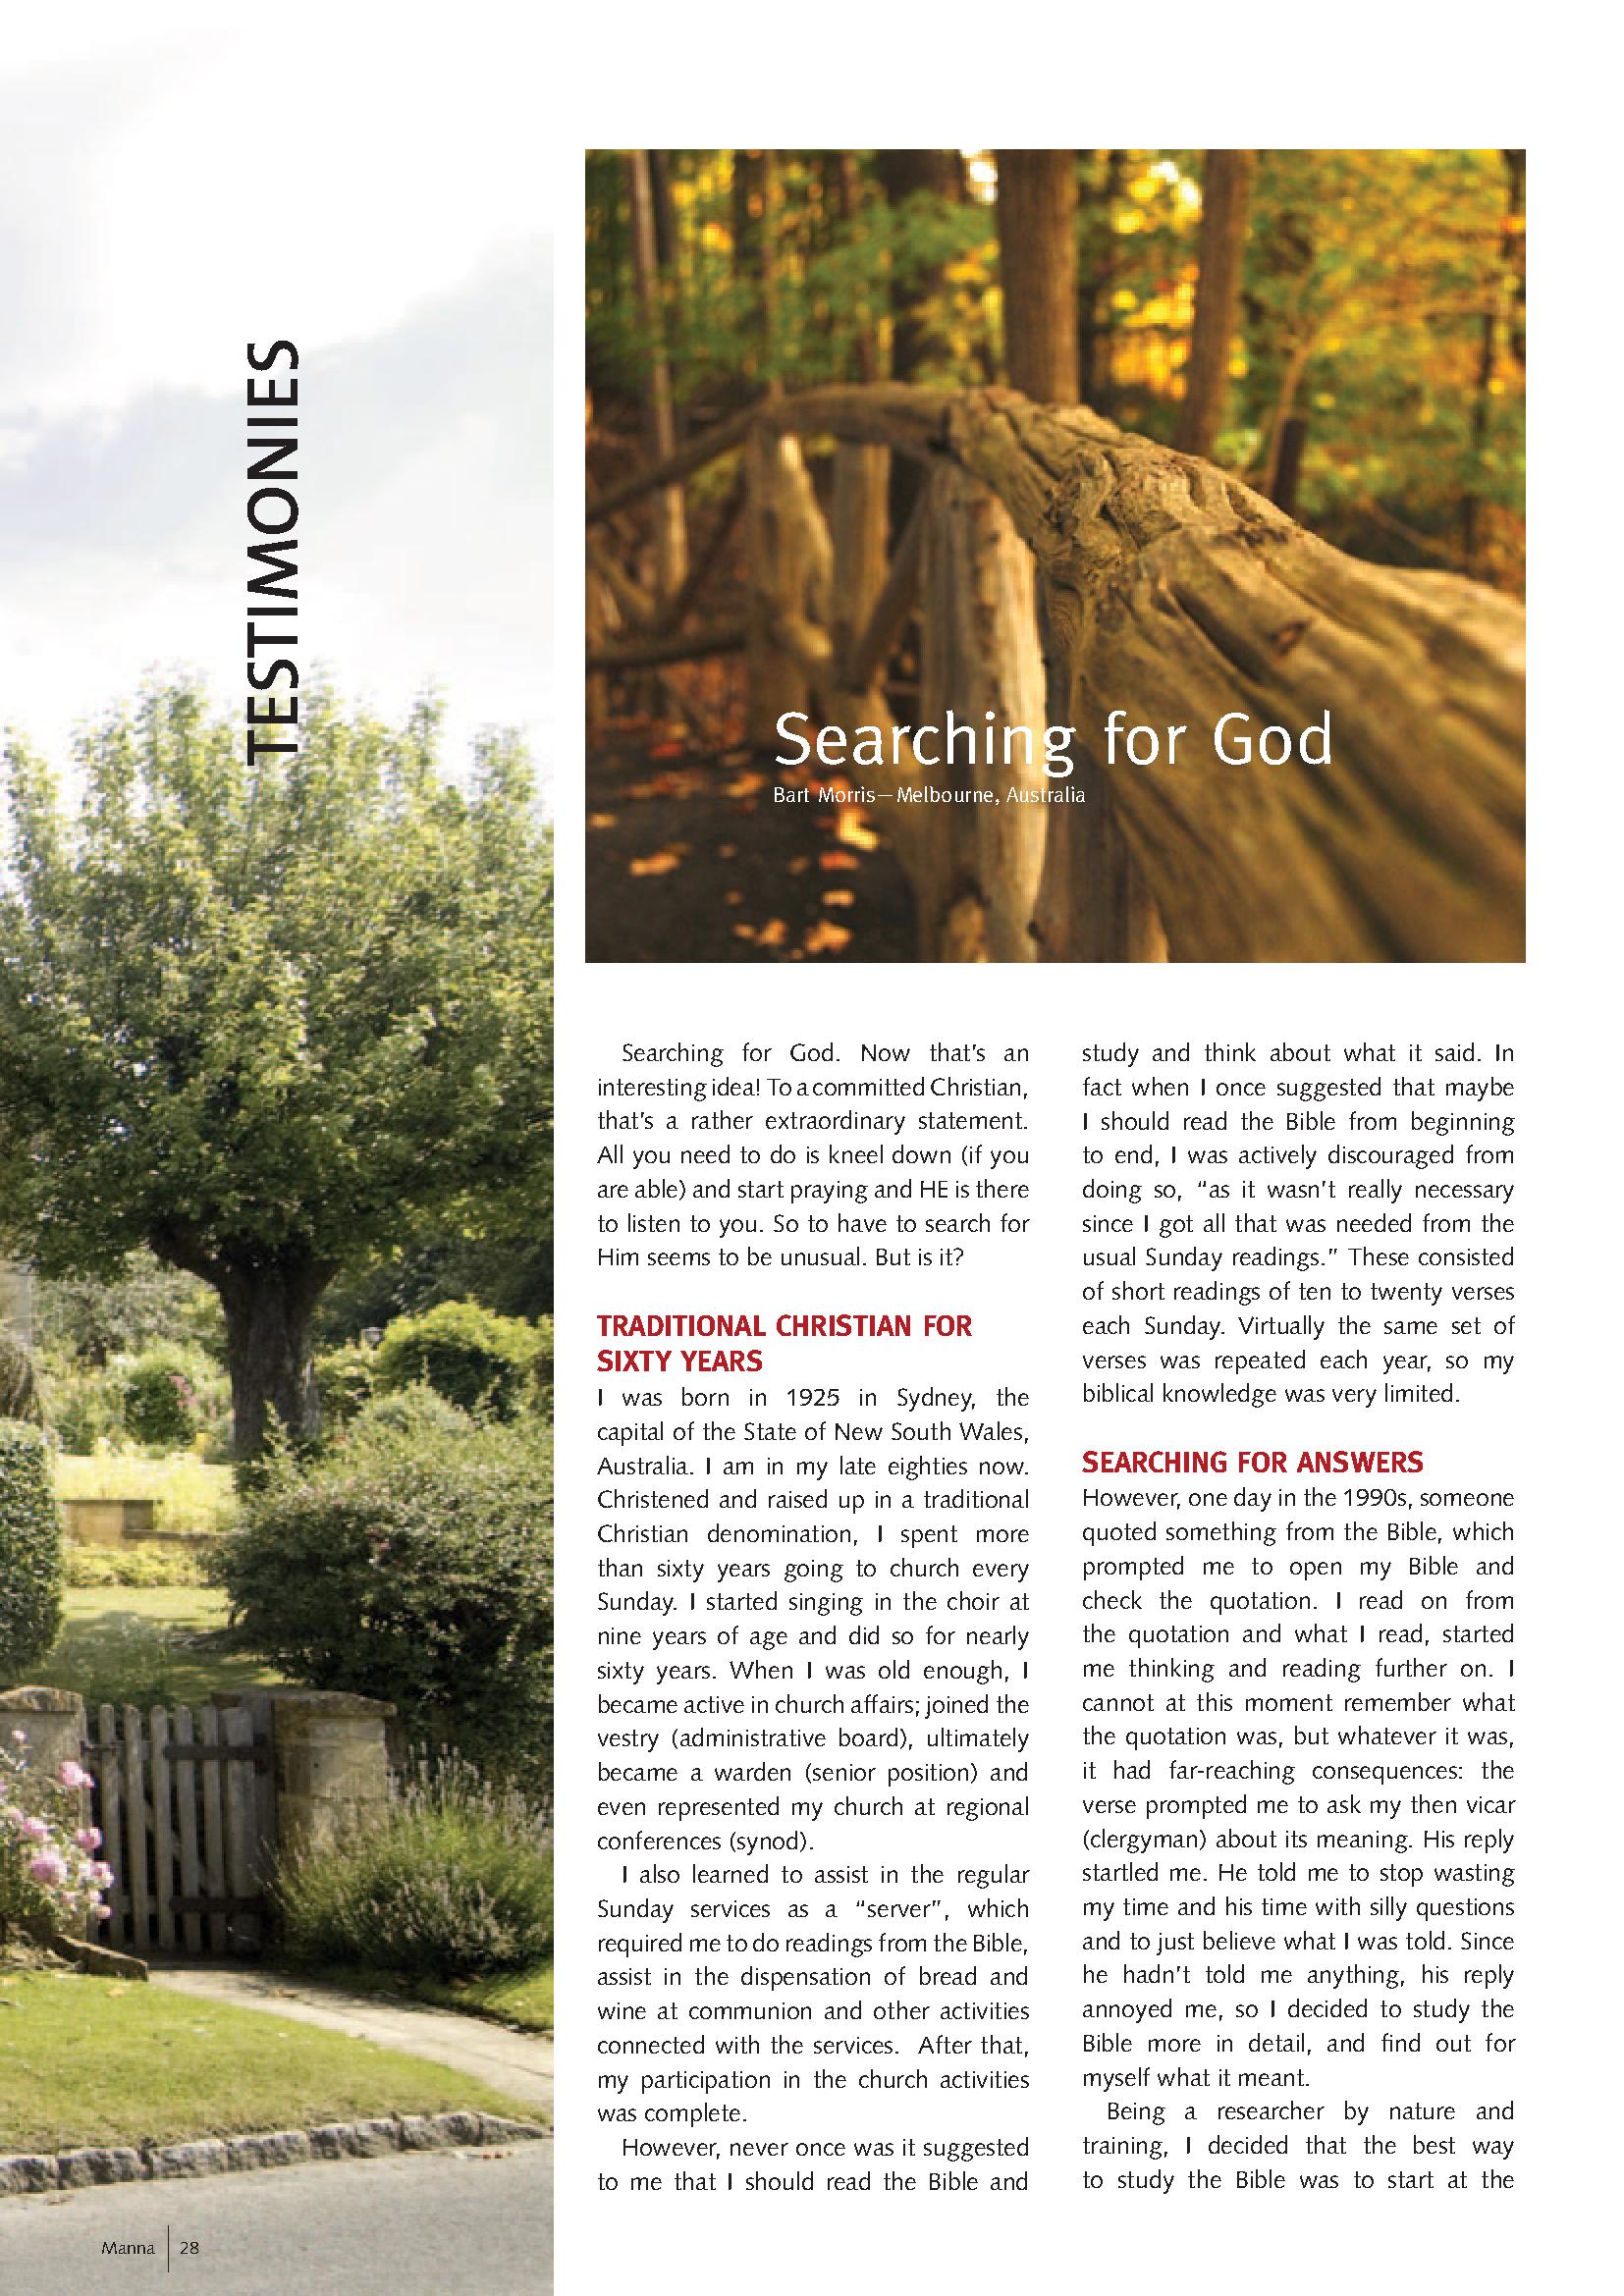 TESTIMONIES
Searching for God
Bart Morris—Melbourne, Australia
Searching for God. Now that's an
interesting idea! To a committed Christian,
that's a rather extraordinary statement.
All you need to do is kneel down (if you
are able) and start praying and HE is there
to listen to you. So to have to search for
Him seems to be unusual. But is it?
TRADITIONAL CHRISTIAN FOR
SIXTY YEARS
I was born in 1925 in Sydney, the
capital of the State of New South Wales,
Australia. I am in my late eighties now.
Christened and raised up in a traditional
Christian denomination, I spent more
than sixty years going to church every
Sunday. I started singing in the choir at
nine years of age and did so for nearly
sixty years. When I was old enough, I
became active in church affairs; joined the
vestry (administrative board), ultimately
became a warden (senior position) and
even represented my church at regional
conferences (synod).
I also learned to assist in the regular
Sunday services as a “server”, which
required me to do readings from the Bible,
assist in the dispensation of bread and
wine at communion and other activities
connected with the services. After that,
my participation in the church activities
was complete.
However, never once was it suggested
to me that I should read the Bible and
study and think about what it said. In
fact when I once suggested that maybe
I should read the Bible from beginning
to end, I was actively discouraged from
doing so, “as it wasn't really necessary
since I got all that was needed from the
usual Sunday readings.” These consisted
of short readings of ten to twenty verses
each Sunday. Virtually the same set of
verses was repeated each year, so my
biblical knowledge was very limited.
SEARCHING FOR ANSWERS
However, one day in the 1990s, someone
quoted something from the Bible, which
prompted me to open my Bible and
check the quotation. I read on from
the quotation and what I read, started
me thinking and reading further on. I
cannot at this moment remember what
the quotation was, but whatever it was,
it had far-reaching consequences: the
verse prompted me to ask my then vicar
(clergyman) about its meaning. His reply
startled me. He told me to stop wasting
my time and his time with silly questions
and to just believe what I was told. Since
he hadn't told me anything, his reply
annoyed me, so I decided to study the
Bible more in detail, and find out for
myself what it meant.
Being a researcher by nature and
training, I decided that the best way
to study the Bible was to start at the
Manna 28